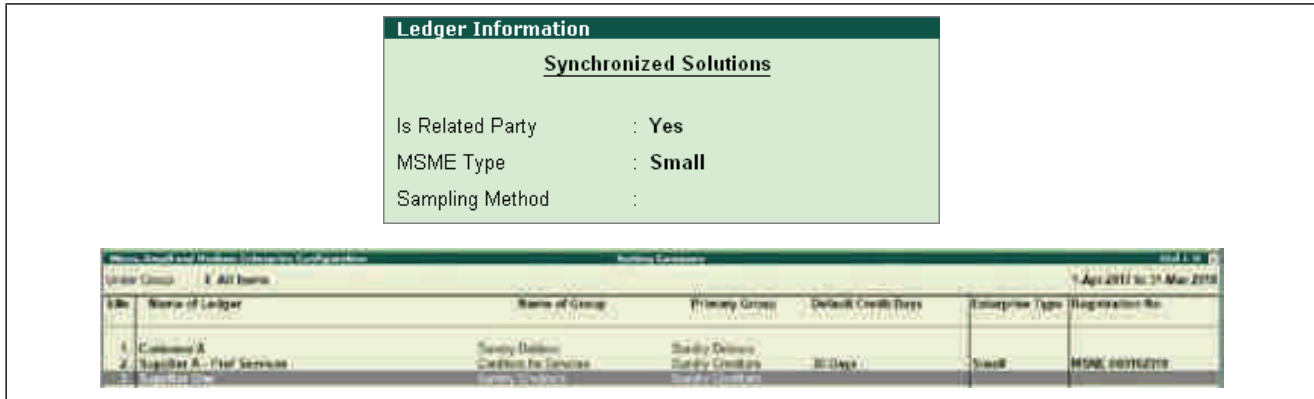 Ledger Information
Synchronized Solutions
Is Related Party : Yes
MSME Type : Small
Sampling Method :
Micro, Small and Medium Enterprise Configuration
Under Group : All Items 1-Apr-2017 to 31-Mar-2018
Name of Ledger Name of Group Primary Group Default Credit Days Enterprise Type Registration No.
1 Customer A Sundry Debtors Sundry Debtors
2 Supplier A - Prof Services Creditors for Services Sundry Creditors 30 Days Small
Sundry Creditors Sundry Creditors